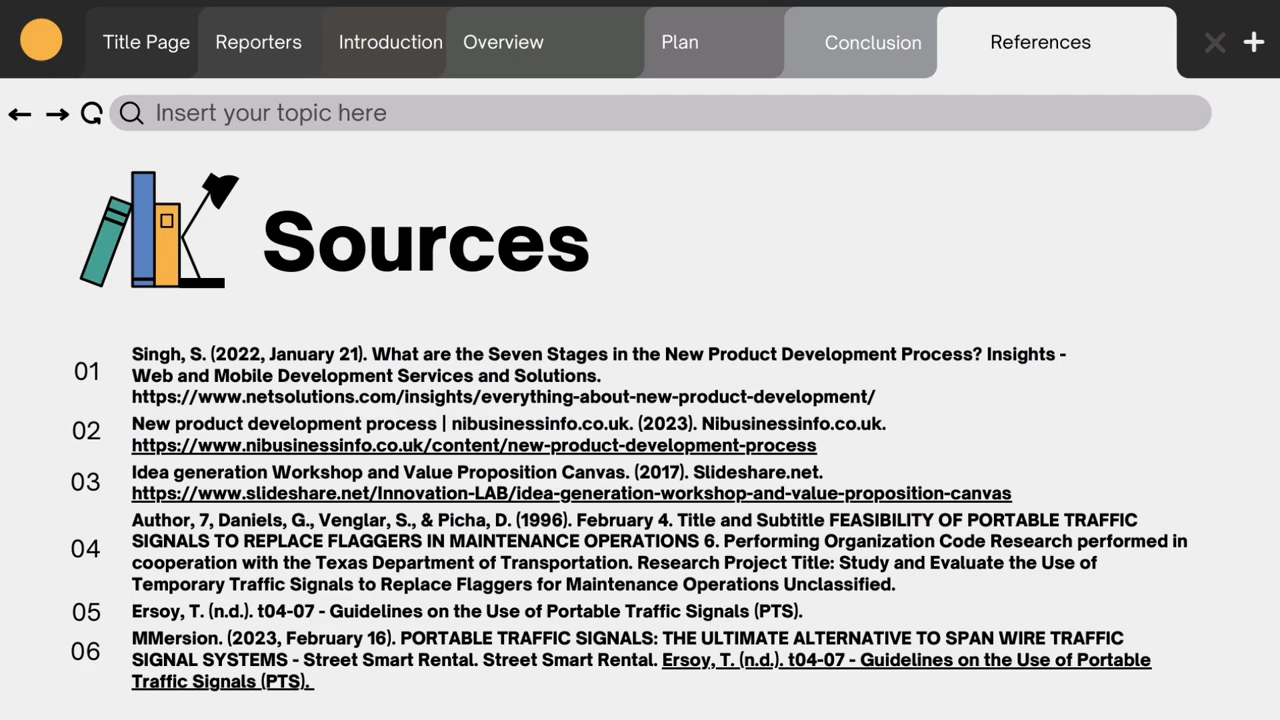 Title Page Reporters Introduction Overview Plan Conclusion References
Insert your topic here
Sources
01
Singh, S. (2022, January 21). What are the Seven Stages in the New Product Development Process? Insights -
Web and Mobile Development Services and Solutions.
https://www.netsolutions.com/insights/everything-about-new-product-development/
02
New product development process | nibusinessinfo.co.uk. (2023). Nibusinessinfo.co.uk.
https://www.nibusinessinfo.co.uk/content/new-product-development-process
03
Idea generation Workshop and Value Proposition Canvas. (2017). Slideshare.net.
https://www.slideshare.net/Innovation-LAB/idea-generation-workshop-and-value-proposition-canvas
04
Author, 7, Daniels, G., Venglar, S., & Picha, D. (1996). February 4. Title and Subtitle FEASIBILITY OF PORTABLE TRAFFIC
SIGNALS TO REPLACE FLAGGERS IN MAINTENANCE OPERATIONS 6. Performing Organization Code Research performed in
cooperation with the Texas Department of Transportation. Research Project Title: Study and Evaluate the Use of
Temporary Traffic Signals to Replace Flaggers for Maintenance Operations Unclassified.
05
Ersoy, T. (n.d.). t04-07 - Guidelines on the Use of Portable Traffic Signals (PTS).
06
MMersion. (2023, February 16). PORTABLE TRAFFIC SIGNALS: THE ULTIMATE ALTERNATIVE TO SPAN WIRE TRAFFIC
SIGNAL SYSTEMS - Street Smart Rental. Street Smart Rental. Ersoy, T. (n.d.). t04-07 - Guidelines on the Use of Portable
Traffic Signals (PTS).